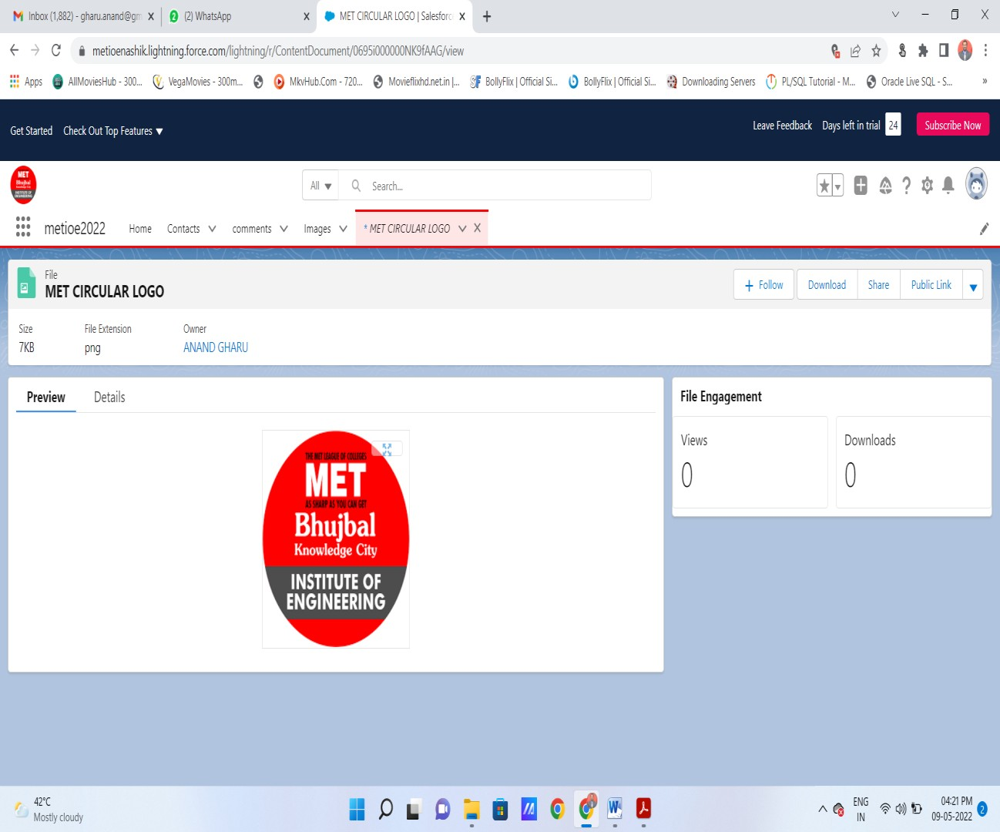 Inbox (1,882) - gharu.anand@gm
(2) WhatsApp
MET CIRCULAR LOGO | Salesforc
metioenashik.lightning.force.com/lightning/r/ContentDocument/0695i000000NK9fAAG/view
Apps
AllMoviesHub - 300...
VegaMovies - 300m...
MkvHub.Com - 720...
Movieflixhd.net.in |...
BollyFlix | Official Si...
BollyFlix | Official Si...
Downloading Servers
PL/SQL Tutorial - M...
Oracle Live SQL - S...
»
Get Started
Check Out Top Features ▼
Leave Feedback
Days left in trial 24
Subscribe Now
MET
Bhujbal
All ▼
Search...
metioe2022
Home
Contacts
comments
Images
* MET CIRCULAR LOGO
File
MET CIRCULAR LOGO
+ Follow
Download
Share
Public Link
Size
7KB
File Extension
png
Owner
ANAND GHARU
Preview
Details
THE MET LEAGUE OF COLLEGES
MET
AS SHARP AS YOU CAN GET
Bhujbal
Knowledge City
INSTITUTE OF
ENGINEERING
File Engagement
Views
0
Downloads
0
42°C
Mostly cloudy
ENG
IN
04:21 PM
09-05-2022
2